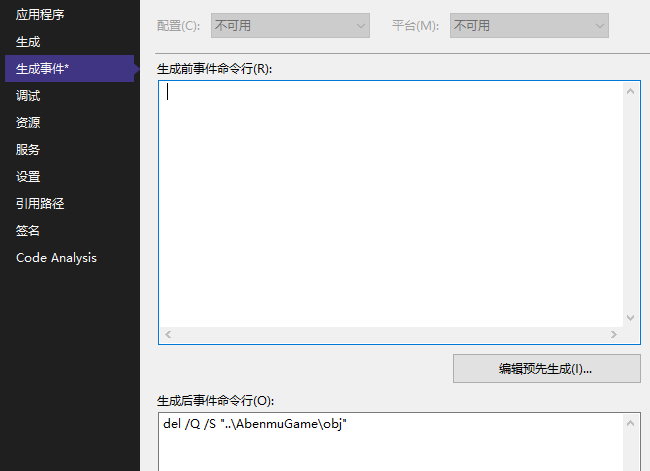 应用程序
生成
生成事件*
调试
资源
服务
设置
引用路径
签名
Code Analysis
配置(C): 不可用 平台(M): 不可用
生成前事件命令行(R):
编辑预先生成(I)...
生成后事件命令行(O):
del /Q /S "..\AbenmuGame\obj"